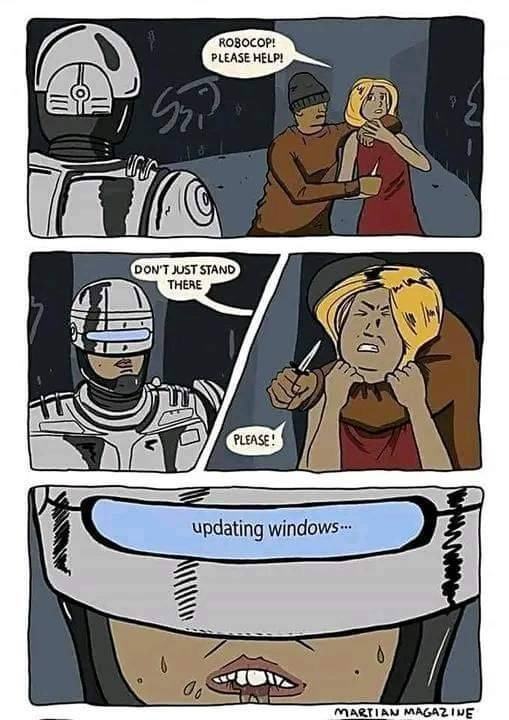 ROBOCOP!
PLEASE HELP!
DON'T JUST STAND
THERE
PLEASE!
updating windows...
MARTIAN MAGAZINE